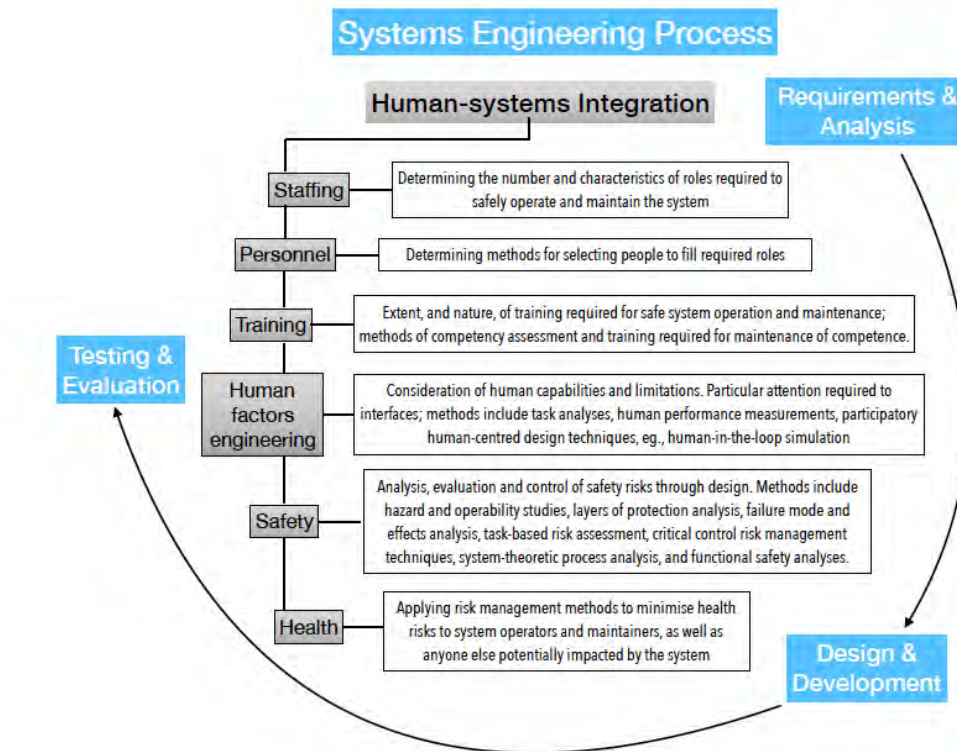 Systems Engineering Process
Human-systems Integration
Requirements &
Analysis
Staffing
Determining the number and characteristics of roles required to
safely operate and maintain the system
Personnel
Determining methods for selecting people to fill required roles
Training
Extent, and nature, of training required for safe system operation and maintenance;
methods of competency assessment and training required for maintenance of competence.
Testing &
Evaluation
Human
factors
engineering
Consideration of human capabilities and limitations. Particular attention required to
interfaces; methods include task analyses, human performance measurements, participatory
human-centred design techniques, eg., human-in-the-loop simulation
Safety
Analysis, evaluation and control of safety risks through design. Methods include
hazard and operability studies, layers of protection analysis, failure mode and
effects analysis, task-based risk assessment, critical control risk management
techniques, system-theoretic process analysis, and functional safety analyses.
Health
Applying risk management methods to minimise health
risks to system operators and maintainers, as well as
anyone else potentially impacted by the system
Design &
Development